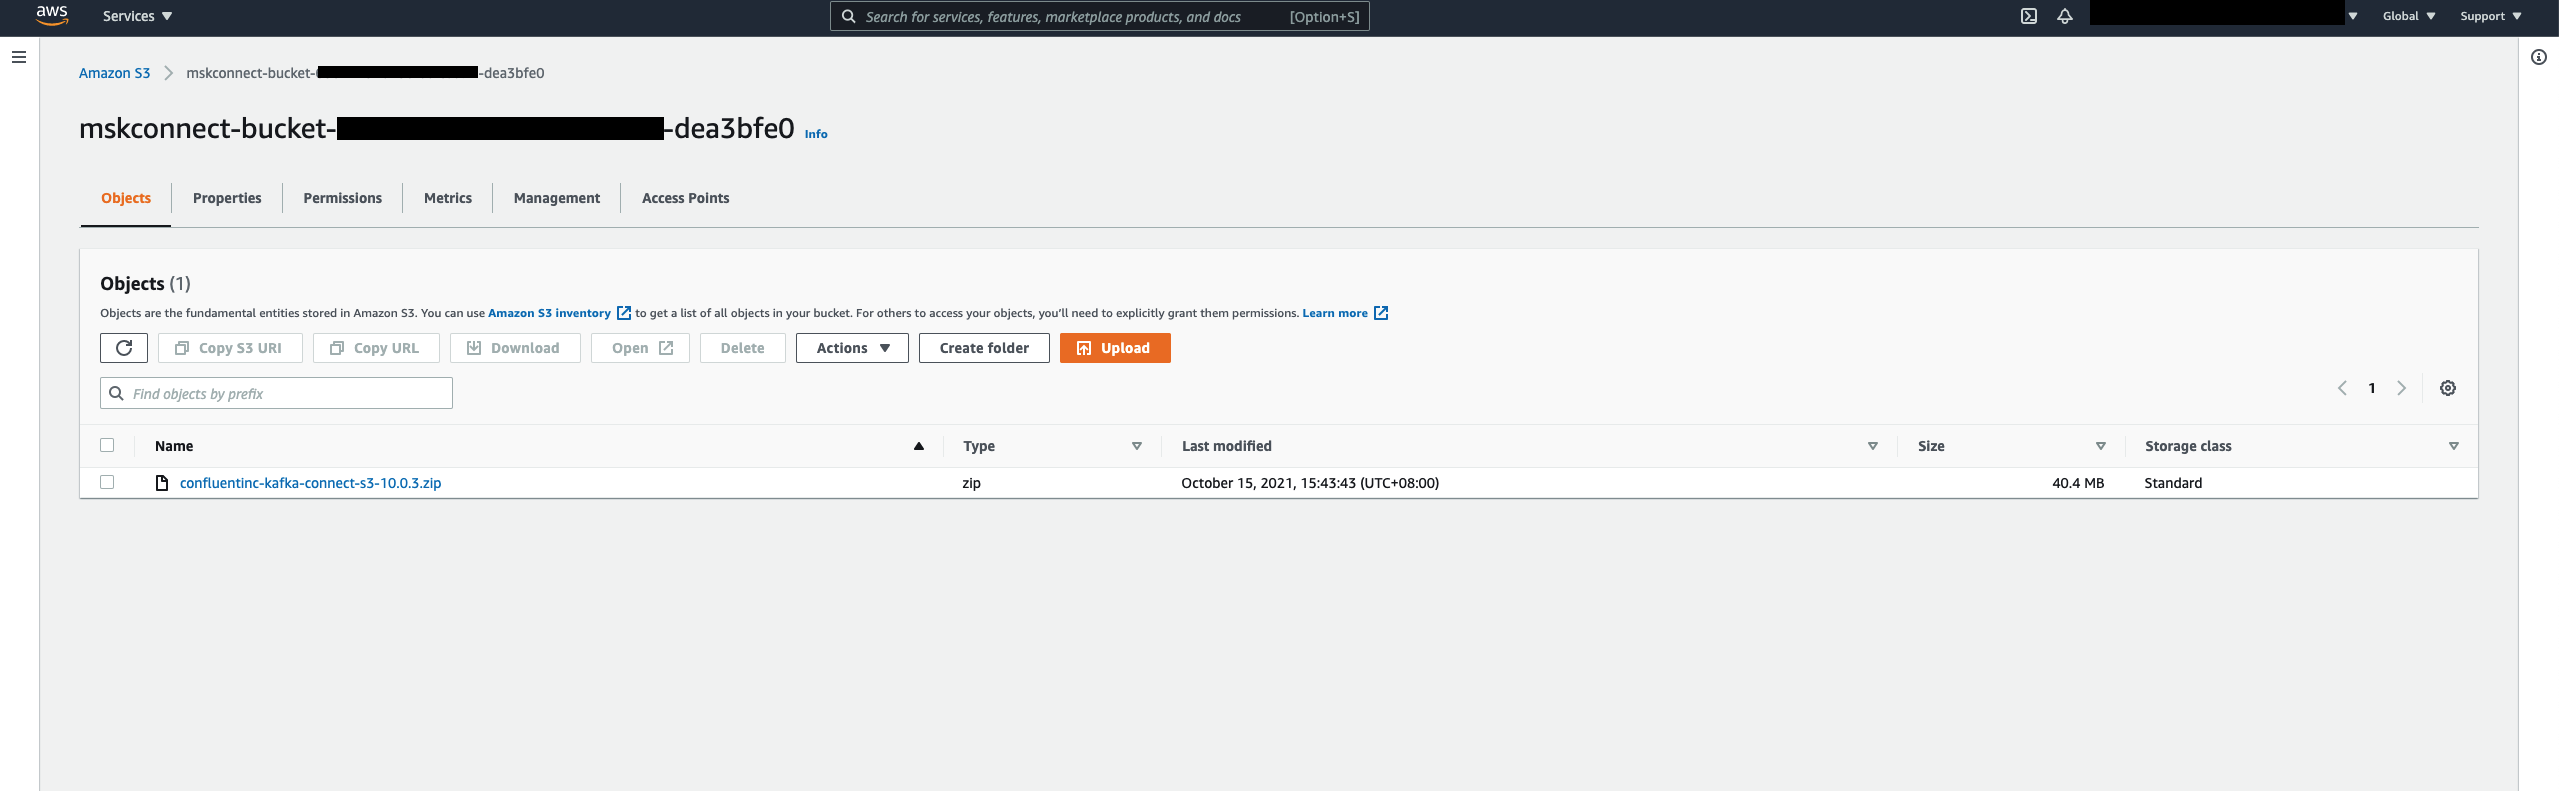 aws Services Search for services, features, marketplace products, and docs [Option+S] Global Support
Amazon S3 mskconnect-bucket- -dea3bfe0
mskconnect-bucket- -dea3bfe0 Info
Objects Properties Permissions Metrics Management Access Points
Objects (1)
Objects are the fundamental entities stored in Amazon S3. You can use Amazon S3 inventory to get a list of all objects in your bucket. For others to access your objects, you'll need to explicitly grant them permissions. Learn more
Copy S3 URI Copy URL Download Open Delete Actions Create folder Upload
Find objects by prefix 1
Name Type Last modified Size Storage class
confluentinc-kafka-connect-s3-10.0.3.zip zip October 15, 2021, 15:43:43 (UTC+08:00) 40.4 MB Standard